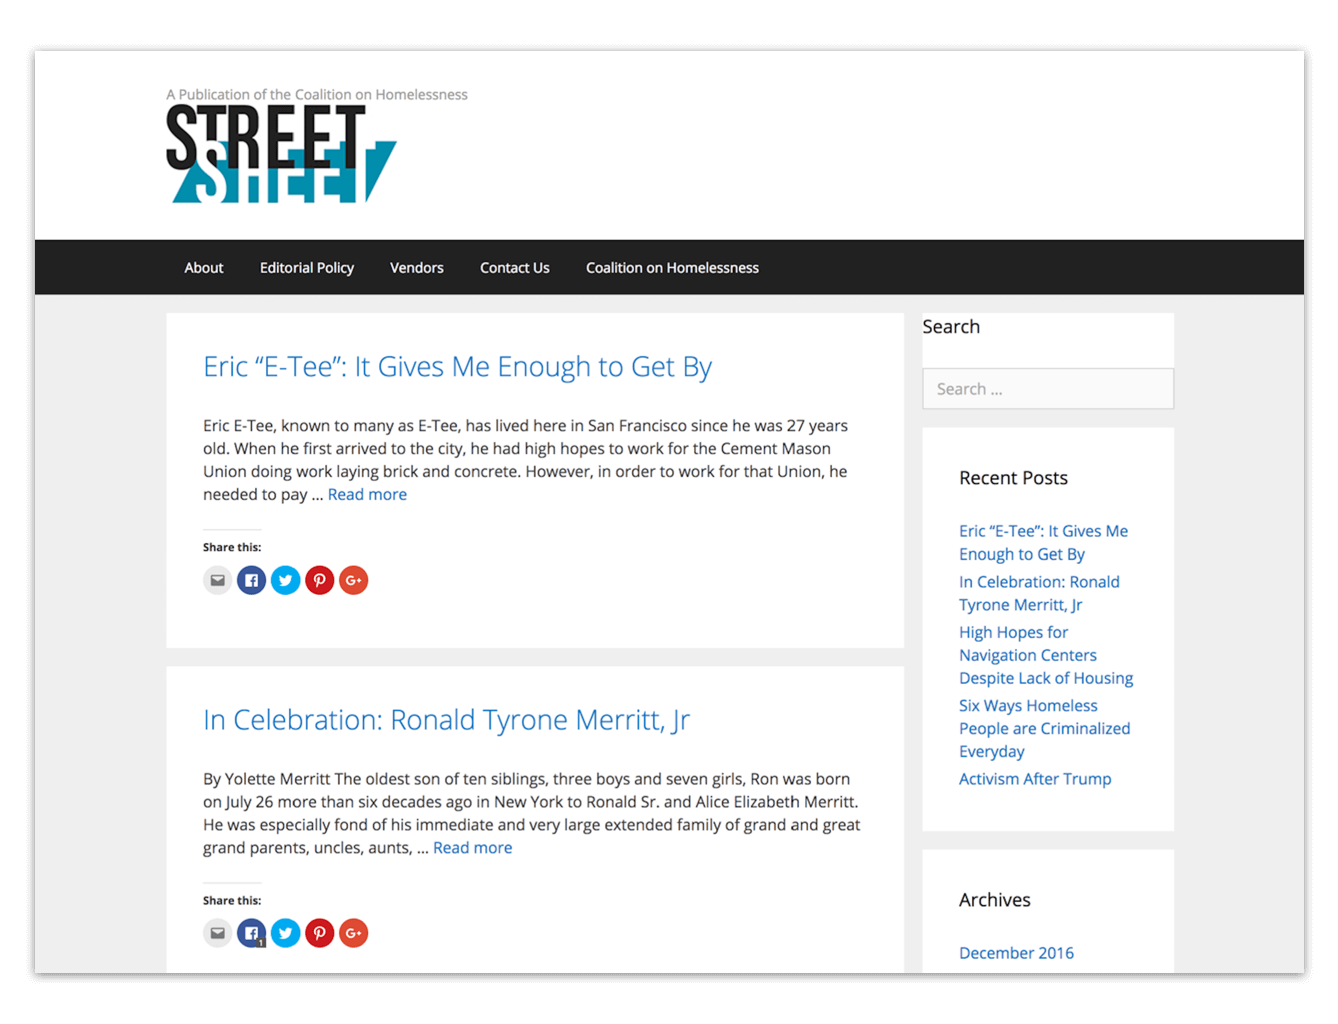 A Publication of the Coalition on Homelessness
STREET
SHEET
About Editorial Policy Vendors Contact Us Coalition on Homelessness
Eric “E-Tee”: It Gives Me Enough to Get By
Eric E-Tee, known to many as E-Tee, has lived here in San Francisco since he was 27 years
old. When he first arrived to the city, he had high hopes to work for the Cement Mason
Union doing work laying brick and concrete. However, in order to work for that Union, he
needed to pay ... Read more
Share this:
In Celebration: Ronald Tyrone Merritt, Jr
By Yolette Merritt The oldest son of ten siblings, three boys and seven girls, Ron was born
on July 26 more than six decades ago in New York to Ronald Sr. and Alice Elizabeth Merritt.
He was especially fond of his immediate and very large extended family of grand and great
grand parents, uncles, aunts, ... Read more
Share this:
1
Search
Search ...
Recent Posts
Eric “E-Tee”: It Gives Me
Enough to Get By
In Celebration: Ronald
Tyrone Merritt, Jr
High Hopes for
Navigation Centers
Despite Lack of Housing
Six Ways Homeless
People are Criminalized
Everyday
Activism After Trump
Archives
December 2016